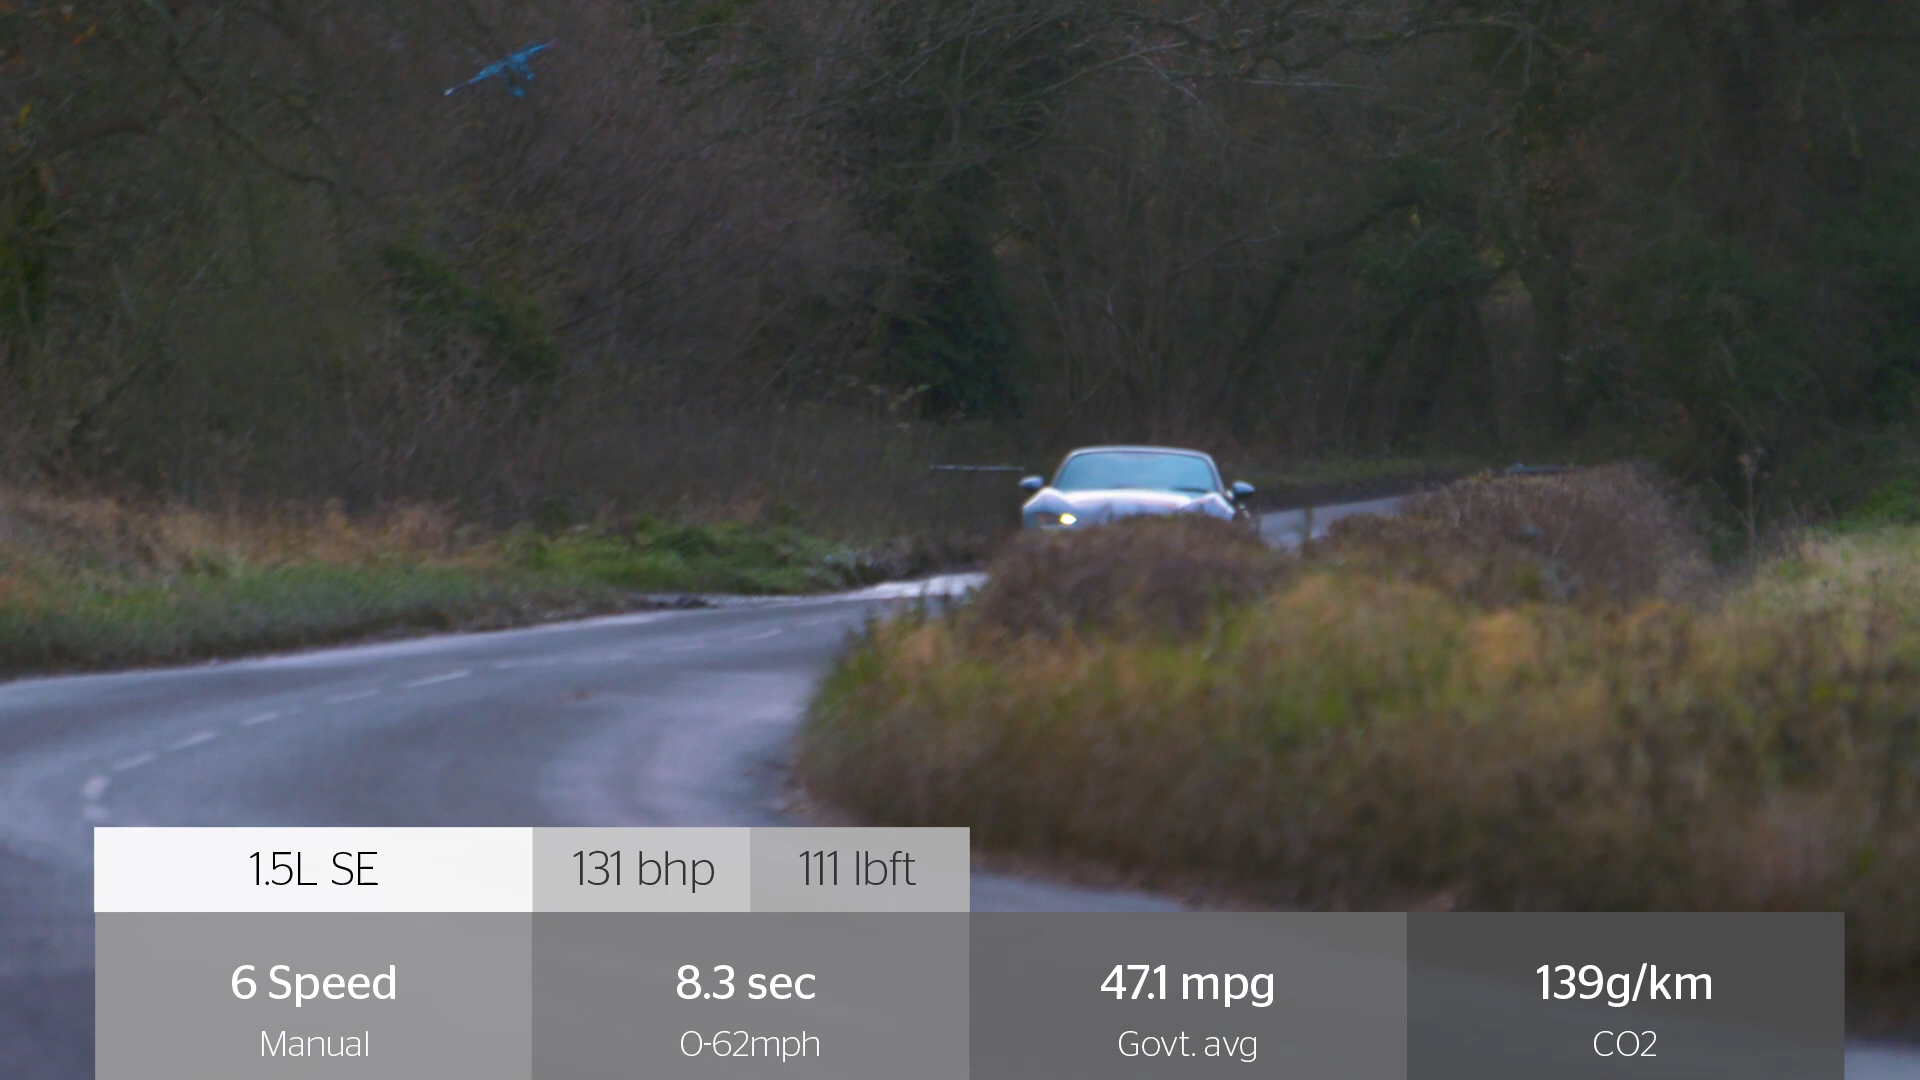 1.5L SE 131 bhp 111 lbft
6 Speed 8.3 sec 47.1 mpg 139g/km
Manual 0-62mph Govt. avg CO2